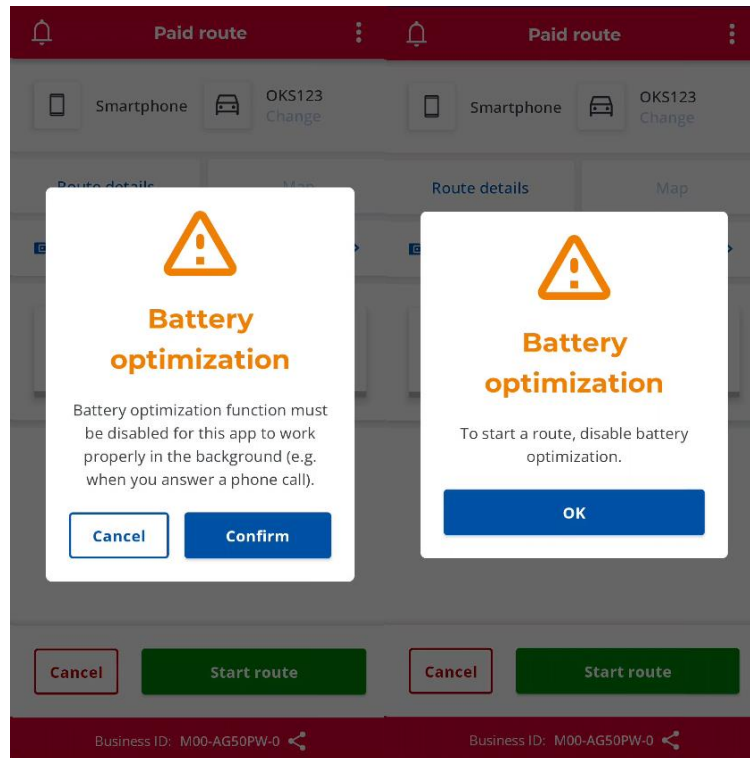 Paid route
Smartphone
OKS123
Change
Route details
Map
Battery
optimization
Battery optimization function must
be disabled for this app to work
properly in the background (e.g.
when you answer a phone call).
Cancel
Confirm
Cancel
Start route
Business ID: M00-AG50PW-0
Paid route
Smartphone
OKS123
Change
Route details
Map
Battery
optimization
To start a route, disable battery
optimization.
OK
Cancel
Start route
Business ID: M00-AG50PW-0